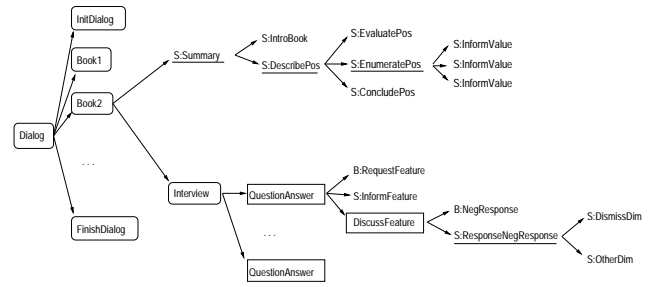 InitDialog
Book1
Book2
Dialog
. . .
FinishDialog
S:Summary
Interview
S:IntroBook
S:DescribePos
S:EvaluatePos
S:EnumeratePos
S:ConcludePos
S:InformValue
S:InformValue
S:InformValue
QuestionAnswer
. . .
QuestionAnswer
B:RequestFeature
S:InformFeature
DiscussFeature
B:NegResponse
S:ResponseNegResponse
S:DismissDim
S:OtherDim